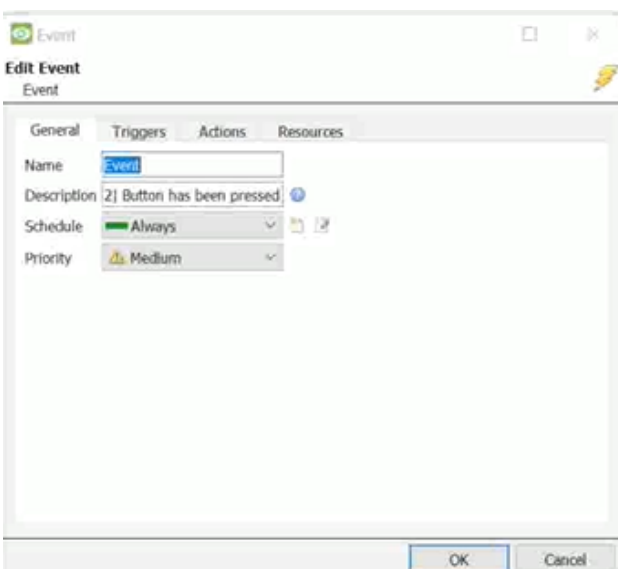 Event
Edit Event
Event
General Triggers Actions Resources
Name Event
Description 2] Button has been pressed
Schedule Always
Priority Medium
OK Cancel